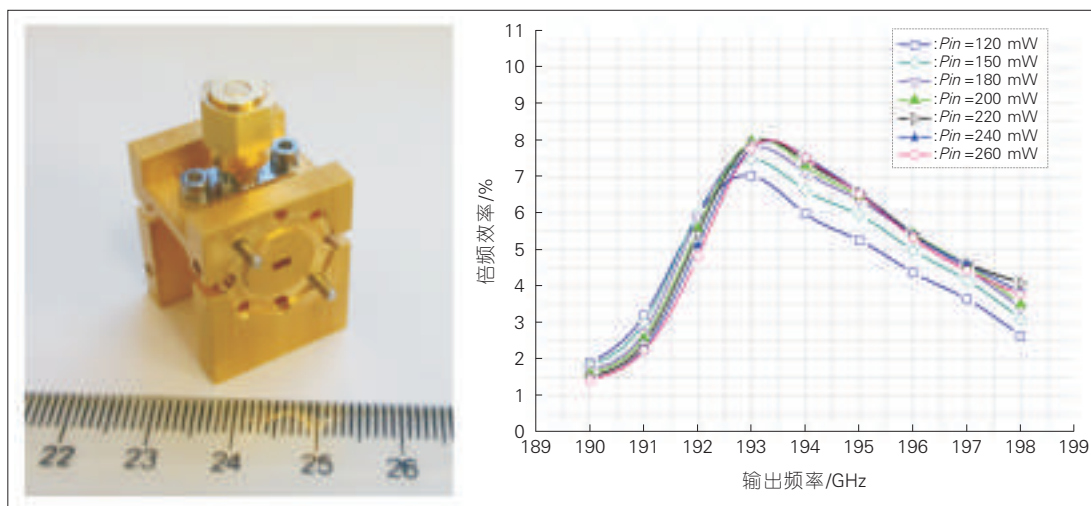 22 23 24 25 26
倍频效率/%
11
10
9
8
7
6
5
4
3
2
1
0
:Pin=120 mW
:Pin=150 mW
:Pin=180 mW
:Pin=200 mW
:Pin=220 mW
:Pin=240 mW
:Pin=260 mW
189 190 191 192 193 194 195 196 197 198 199
输出频率/GHz